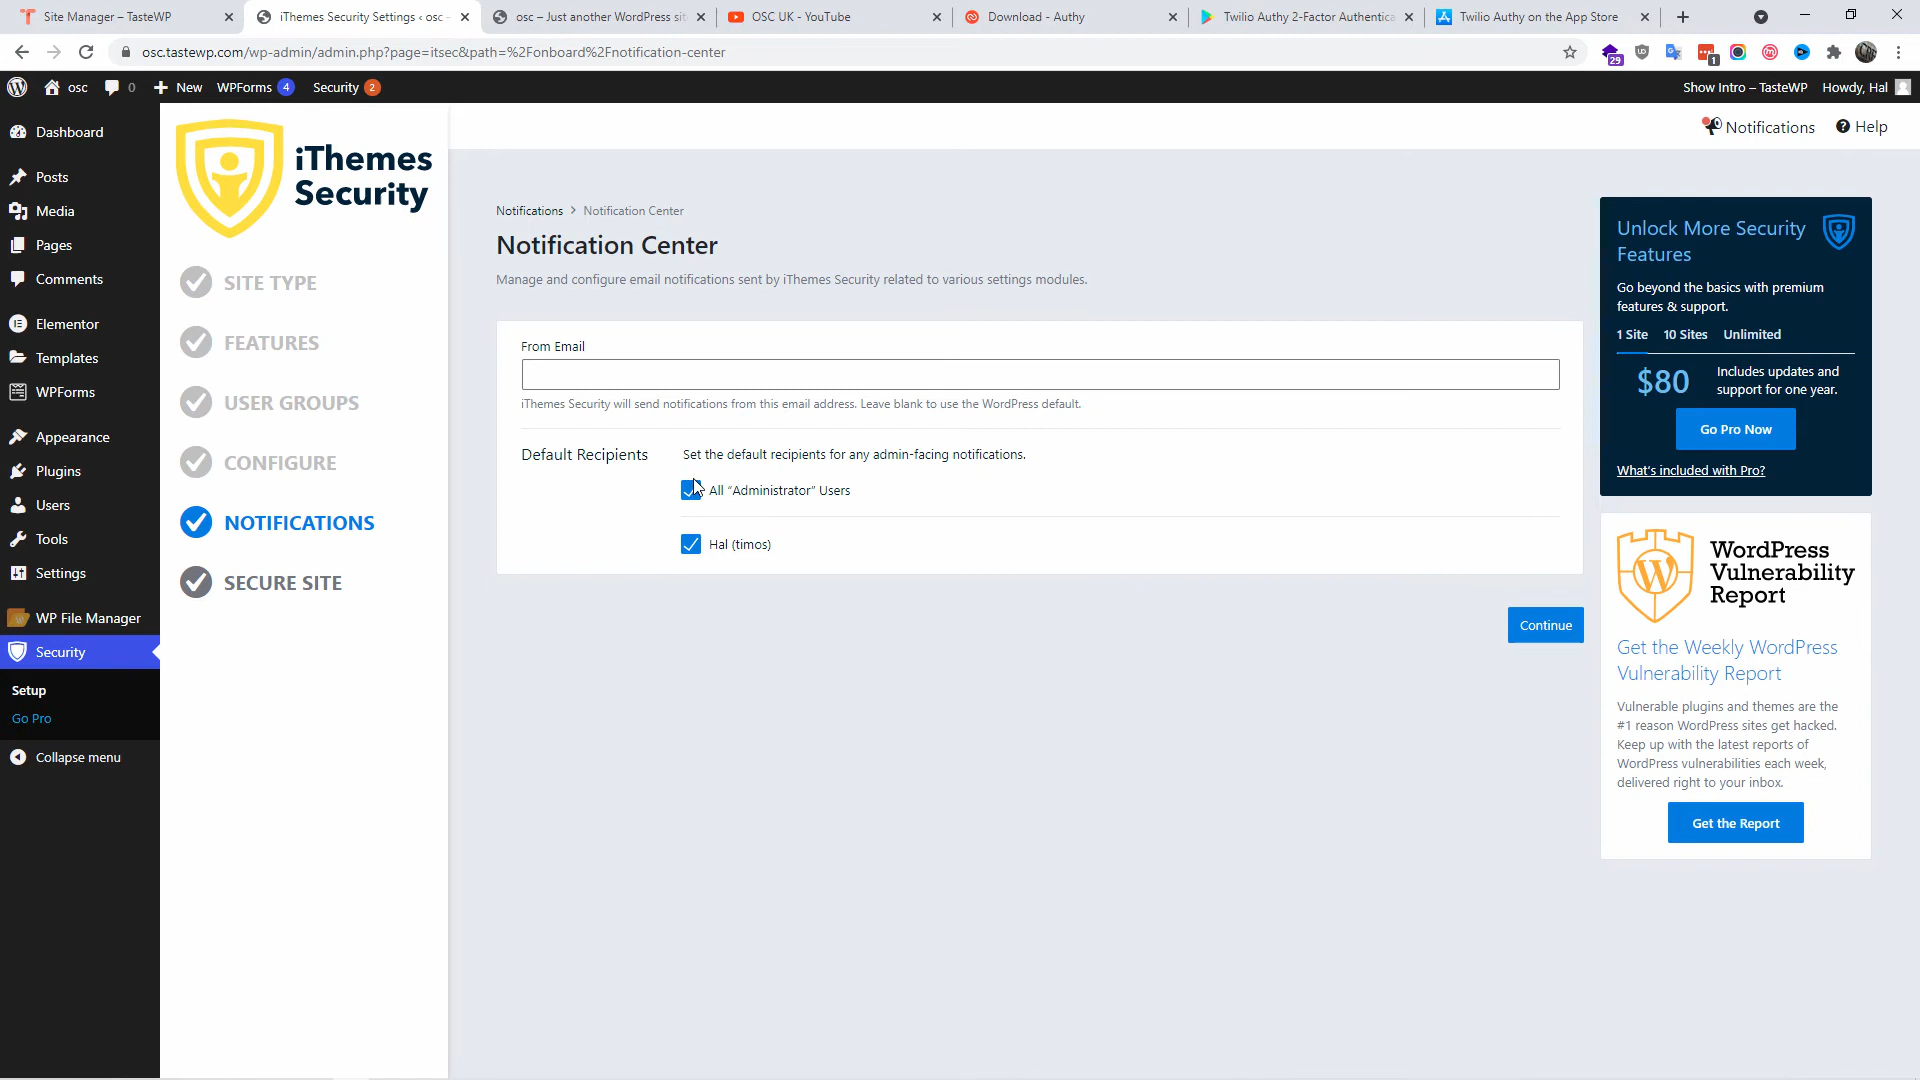 Site Manager – TasteWP
iThemes Security Settings ‹ osc –
osc – Just another WordPress sit
OSC UK - YouTube
Download - Authy
Twilio Authy 2-Factor Authentica
Twilio Authy on the App Store
osc.tastewp.com/wp-admin/admin.php?page=itsec&path=%2Fonboard%2Fnotification-center
29
1
osc
0
New
WPForms 4
Security 2
Show Intro – TasteWP
Howdy, Hal
Dashboard
Posts
Media
Pages
Comments
Elementor
Templates
WPForms
Appearance
Plugins
Users
Tools
Settings
WP File Manager
Security
Setup
Go Pro
Collapse menu
iThemes
Security
SITE TYPE
FEATURES
USER GROUPS
CONFIGURE
NOTIFICATIONS
SECURE SITE
Notifications
Help
Notifications > Notification Center
Notification Center
Manage and configure email notifications sent by iThemes Security related to various settings modules.
From Email
iThemes Security will send notifications from this email address. Leave blank to use the WordPress default.
Default Recipients
Set the default recipients for any admin-facing notifications.
All “Administrator” Users
Hal (timos)
Continue
Unlock More Security
Features
Go beyond the basics with premium
features & support.
1 Site 10 Sites Unlimited
$80
Includes updates and
support for one year.
Go Pro Now
What's included with Pro?
WordPress
Vulnerability
Report
Get the Weekly WordPress
Vulnerability Report
Vulnerable plugins and themes are the
#1 reason WordPress sites get hacked.
Keep up with the latest reports of
WordPress vulnerabilities each week,
delivered right to your inbox.
Get the Report